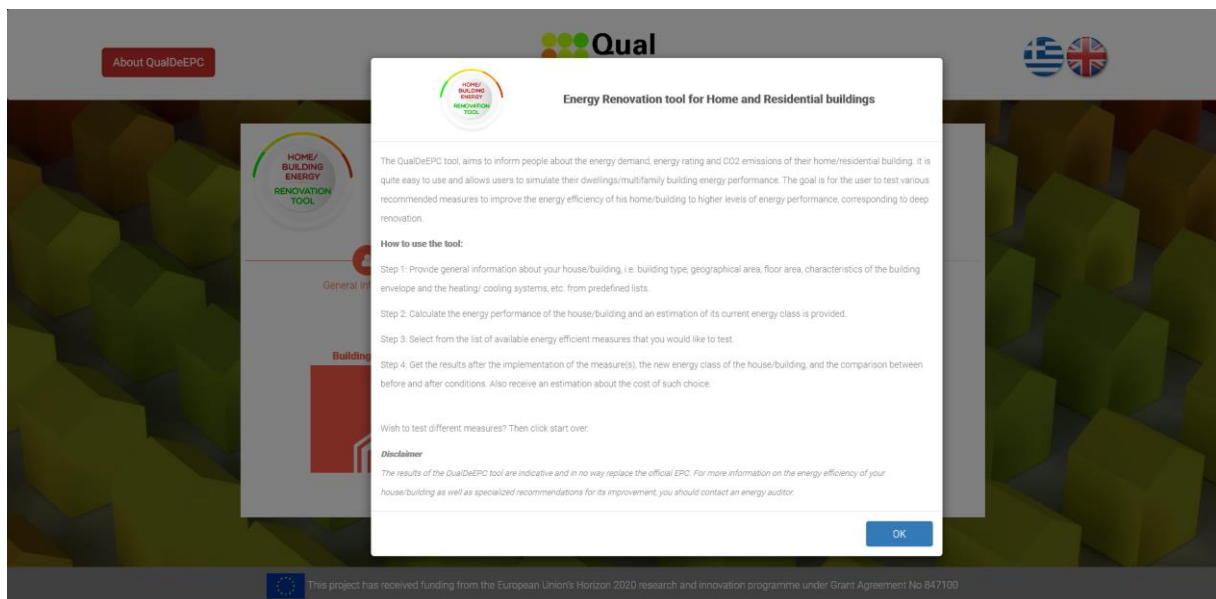 About QualDeEPC
Qual
HOME/
BUILDING
ENERGY
RENOVATION
TOOL
Energy Renovation tool for Home and Residential buildings
The QualDeEPC tool, aims to inform people about the energy demand, energy rating and CO2 emissions of their home/residential building. It is
quite easy to use and allows users to simulate their dwellings/multifamily building energy performance. The goal is for the user to test various
recommended measures to improve the energy efficiency of his home/building to higher levels of energy performance, corresponding to deep
renovation.
How to use the tool:
Step 1: Provide general information about your house/building, i.e. building type, geographical area, floor area, characteristics of the building
envelope and the heating/ cooling systems, etc. from predefined lists.
Step 2: Calculate the energy performance of the house/building and an estimation of its current energy class is provided.
Step 3: Select from the list of available energy efficient measures that you would like to test.
Step 4: Get the results after the implementation of the measure(s), the new energy class of the house/building, and the comparison between
before and after conditions. Also receive an estimation about the cost of such choice.
Wish to test different measures? Then click start over.
Disclaimer
The results of the QualDeEPC tool are indicative and in no way replace the official EPC. For more information on the energy efficiency of your
house/building as well as specialized recommendations for its improvement, you should contact an energy auditor.
OK
HOME/
BUILDING
ENERGY
RENOVATION
TOOL
General inf
Building
This project has received funding from the European Union's Horizon 2020 research and innovation programme under Grant Agreement No 847100